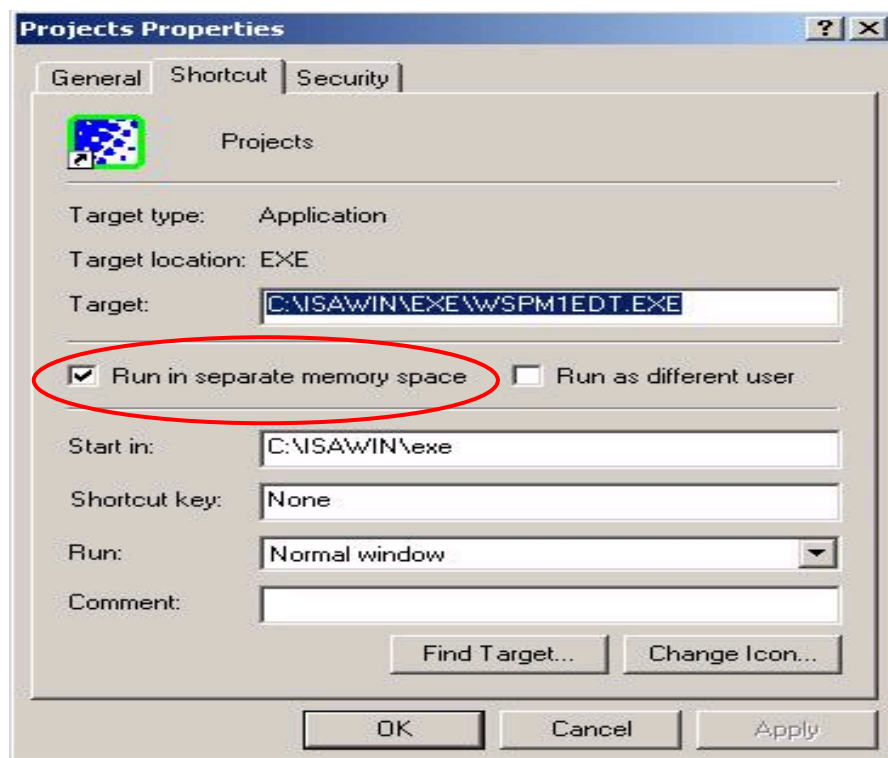 Projects Properties
General Shortcut Security
Projects
Target type: Application
Target location: EXE
Target: C:\ISAWIN\EXE\WSPM1EDT.EXE
Run in separate memory space Run as different user
Start in: C:\ISAWIN\exe
Shortcut key: None
Run: Normal window
Comment:
Find Target... Change Icon...
OK Cancel Apply